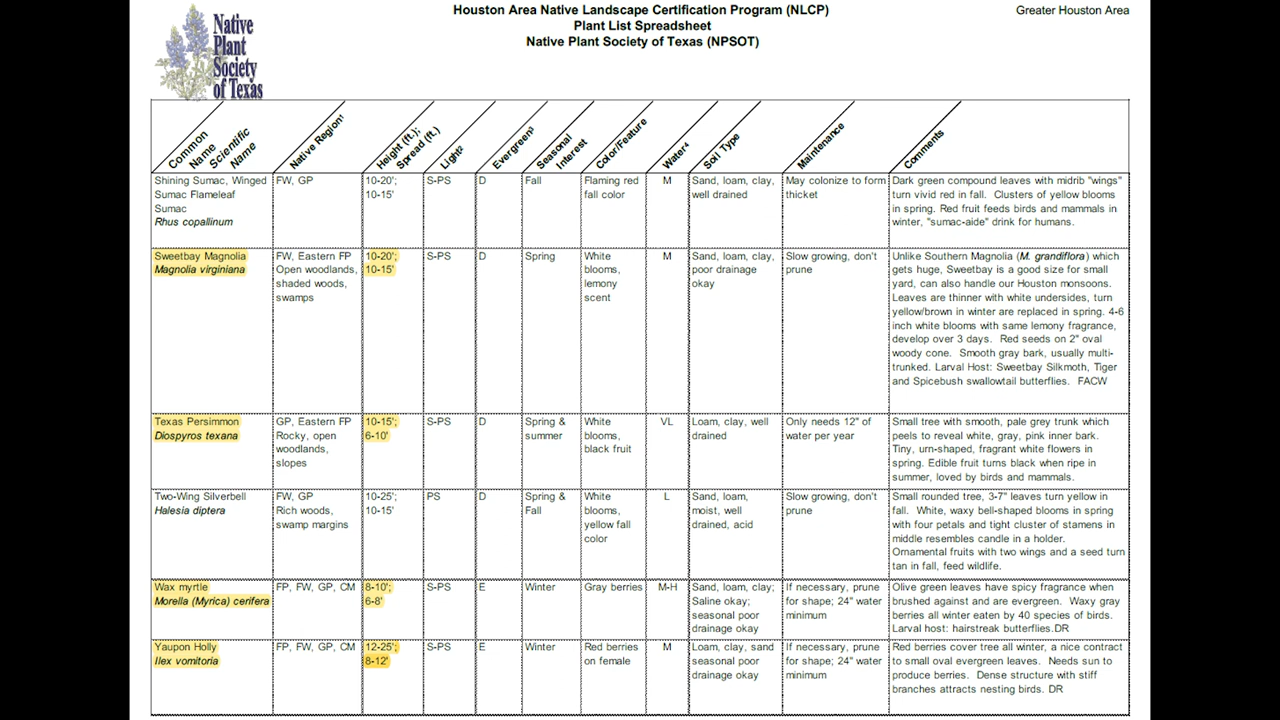 Houston Area Native Landscape Certification Program (NLCP)
Plant List Spreadsheet
Native Plant Society of Texas (NPSOT)
Greater Houston Area
Native
Plant
Society
of Texas
Common Name Scientific Name
Native Region¹
Height (ft.); Spread (ft.)
Light²
Evergreen³
Seasonal Interest
Color/Feature
Water⁴
Soil Type
Maintenance
Comments
Shining Sumac, Winged
Sumac Flameleaf
Sumac
Rhus copallinum
FW, GP
10-20';
10-15'
S-PS
D
Fall
Flaming red
fall color
M
Sand, loam, clay,
well drained
May colonize to form
thicket
Dark green compound leaves with midrib "wings"
turn vivid red in fall. Clusters of yellow blooms
in spring. Red fruit feeds birds and mammals in
winter, "sumac-aide" drink for humans.
Sweetbay Magnolia
Magnolia virginiana
FW, Eastern FP
Open woodlands,
shaded woods,
swamps
10-20';
10-15'
S-PS
D
Spring
White
blooms,
lemony
scent
M
Sand, loam, clay,
poor drainage
okay
Slow growing, don't
prune
Unlike Southern Magnolia (M. grandiflora) which
gets huge, Sweetbay is a good size for small
yard, can also handle our Houston monsoons.
Leaves are thinner with white undersides, turn
yellow/brown in winter are replaced in spring. 4-6
inch white blooms with same lemony fragrance,
develop over 3 days. Red seeds on 2" oval
woody cone. Smooth gray bark, usually multi-
trunked. Larval Host: Sweetbay Silkmoth, Tiger
and Spicebush swallowtail butterflies. FACW
Texas Persimmon
Diospyros texana
GP, Eastern FP
Rocky, open
woodlands,
slopes
10-15';
6-10'
S-PS
D
Spring &
summer
White
blooms,
black fruit
VL
Loam, clay, well
drained
Only needs 12" of
water per year
Small tree with smooth, pale grey trunk which
peels to reveal white, gray, pink inner bark.
Tiny, urn-shaped, fragrant white flowers in
spring. Edible fruit turns black when ripe in
summer, loved by birds and mammals.
Two-Wing Silverbell
Halesia diptera
FW, GP
Rich woods,
swamp margins
10-25';
10-15'
PS
D
Spring &
Fall
White
blooms,
yellow fall
color
L
Sand, loam,
moist, well
drained, acid
Slow growing, don't
prune
Small rounded tree, 3-7" leaves turn yellow in
fall. White, waxy bell-shaped blooms in spring
with four petals and tight cluster of stamens in
middle resembles candle in a holder.
Ornamental fruits with two wings and a seed turn
tan in fall, feed wildlife.
Wax myrtle
Morella (Myrica) cerifera
FP, FW, GP, CM
8-10';
6-8'
S-PS
E
Winter
Gray berries
M-H
Sand, loam, clay;
Saline okay;
seasonal poor
drainage okay
If necessary, prune
for shape; 24" water
minimum
Olive green leaves have spicy fragrance when
brushed against and are evergreen. Waxy gray
berries all winter eaten by 40 species of birds.
Larval host: hairstreak butterflies.DR
Yaupon Holly
Ilex vomitoria
FP, FW, GP, CM
12-25';
8-12'
S-PS
E
Winter
Red berries
on female
M
Loam, clay, sand
seasonal poor
drainage okay
If necessary, prune
for shape; 24" water
minimum
Red berries cover tree all winter, a nice contract
to small oval evergreen leaves. Needs sun to
produce berries. Dense structure with stiff
branches attracts nesting birds. DR